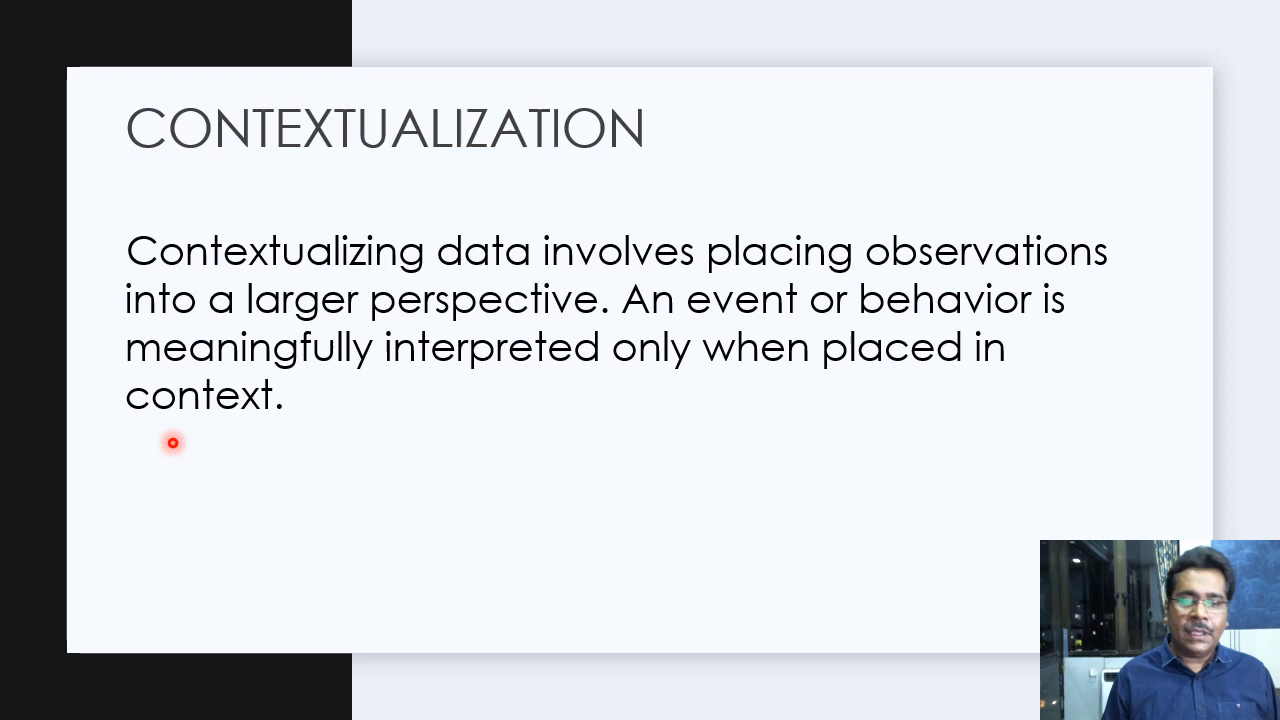 CONTEXTUALIZATION
Contextualizing data involves placing observations
into a larger perspective. An event or behavior is
meaningfully interpreted only when placed in
context.